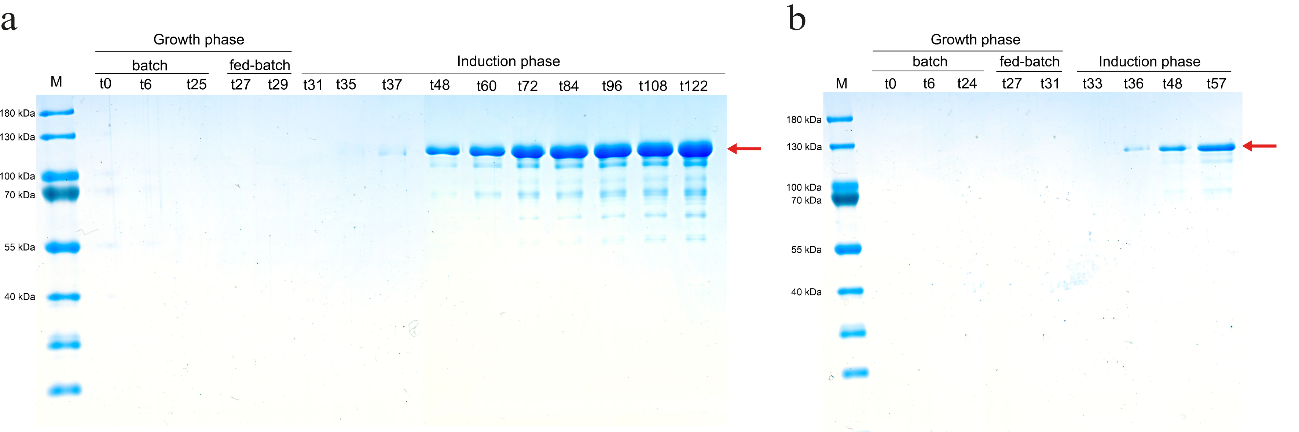 a
Growth phase
batch fed-batch Induction phase
M t0 t6 t25 t27 t29 t31 t35 t37 t48 t60 t72 t84 t96 t108 t122
180 kDa
130 kDa
100 kDa
70 kDa
55 kDa
40 kDa
b
Growth phase
batch fed-batch Induction phase
M t0 t6 t24 t27 t31 t33 t36 t48 t57
180 kDa
130 kDa
100 kDa
70 kDa
55 kDa
40 kDa